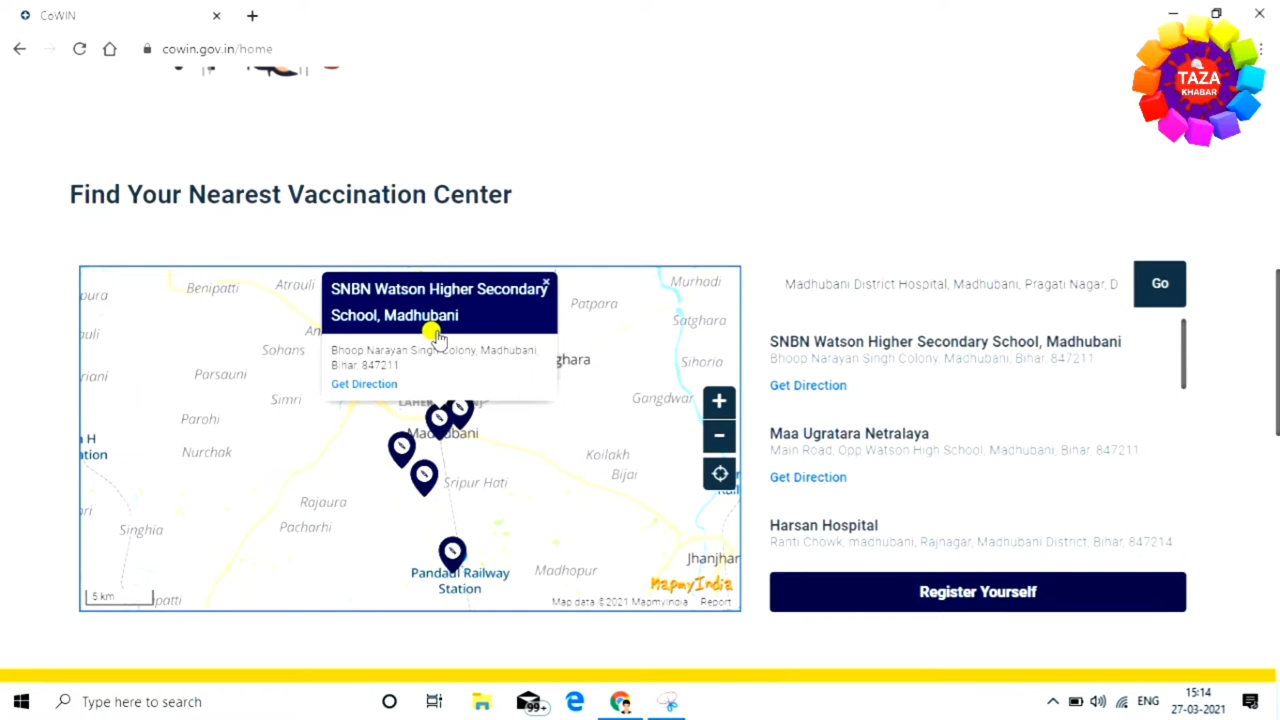 CoWIN
cowin.gov.in/home
TAZA
KHABAR
Find Your Nearest Vaccination Center
Benipatti
Atrauli
SNBN Watson Higher Secondary
School, Madhubani
Bhoop Narayan Singh Colony, Madhubani,
Bihar, 847211
Get Direction
Patpara
Murhadi
Satghara
Sihoria
Gangdwar
Sohans
Parsauni
Simri
Parohi
Nurchak
Madhubani
Koilakh
Bijai
Sripur Hati
Rajaura
Pacharhi
Singhia
Pandaul Railway
Station
Madhopur
Jhanjhar
MapmyIndia
5 km
Map data ©2021 MapmyIndia Report
Madhubani District Hospital, Madhubani, Pragati Nagar, D
Go
SNBN Watson Higher Secondary School, Madhubani
Bhoop Narayan Singh Colony, Madhubani, Bihar, 847211
Get Direction
Maa Ugratara Netralaya
Main Road, Opp Watson High School, Madhubani, Bihar, 847211
Get Direction
Harsan Hospital
Ranti Chowk, madhubani, Rajnagar, Madhubani District, Bihar, 847214
Register Yourself
Type here to search
99+
ENG
15:14
27-03-2021